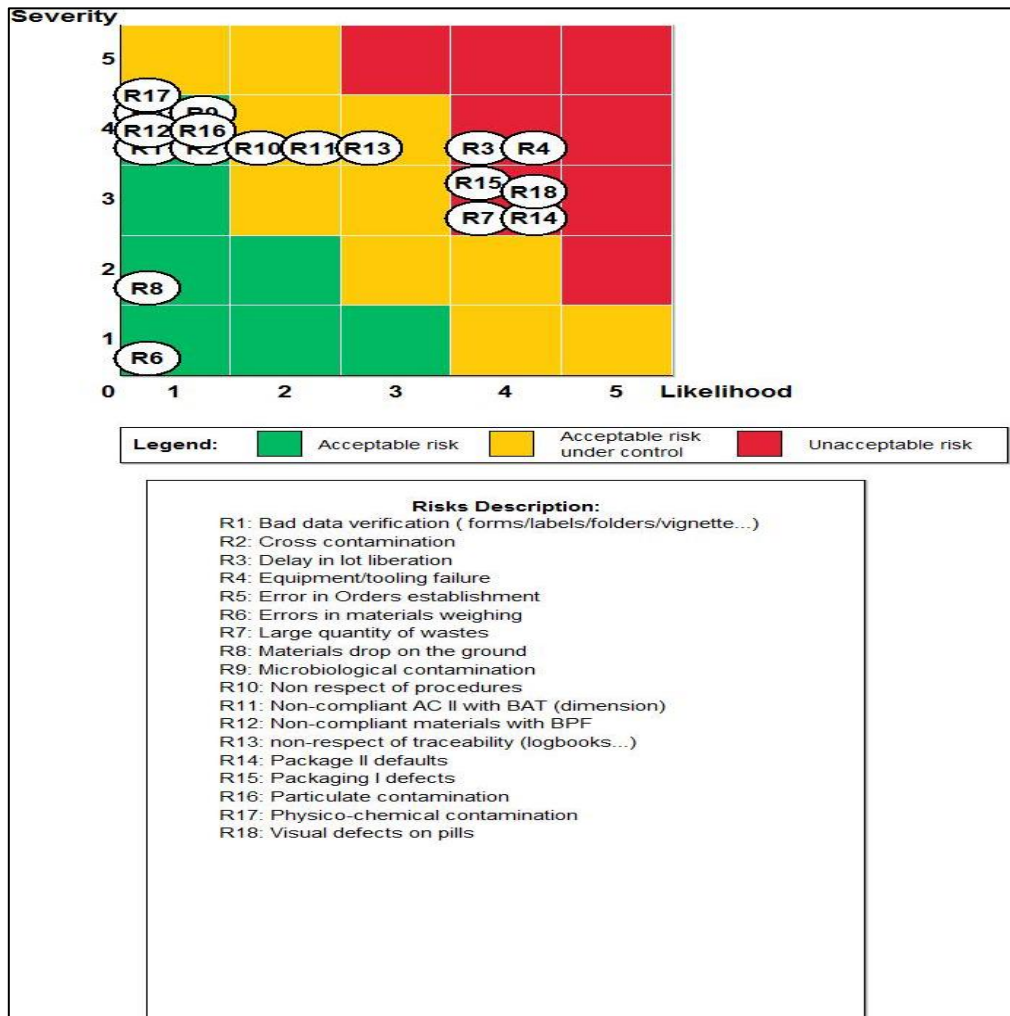 Severity
5
R17
R9
4
R12
R16
R1
R2
R10
R11
R13
R3
R4
R15
R18
3
R7
R14
2
R8
1
R6
0 1 2 3 4 5 Likelihood
Legend: Acceptable risk Acceptable risk under control Unacceptable risk
Risks Description:
R1: Bad data verification ( forms/labels/folders/vignette...)
R2: Cross contamination
R3: Delay in lot liberation
R4: Equipment/tooling failure
R5: Error in Orders establishment
R6: Errors in materials weighing
R7: Large quantity of wastes
R8: Materials drop on the ground
R9: Microbiological contamination
R10: Non respect of procedures
R11: Non-compliant AC II with BAT (dimension)
R12: Non-compliant materials with BPF
R13: non-respect of traceability (logbooks...)
R14: Package II defaults
R15: Packaging I defects
R16: Particulate contamination
R17: Physico-chemical contamination
R18: Visual defects on pills